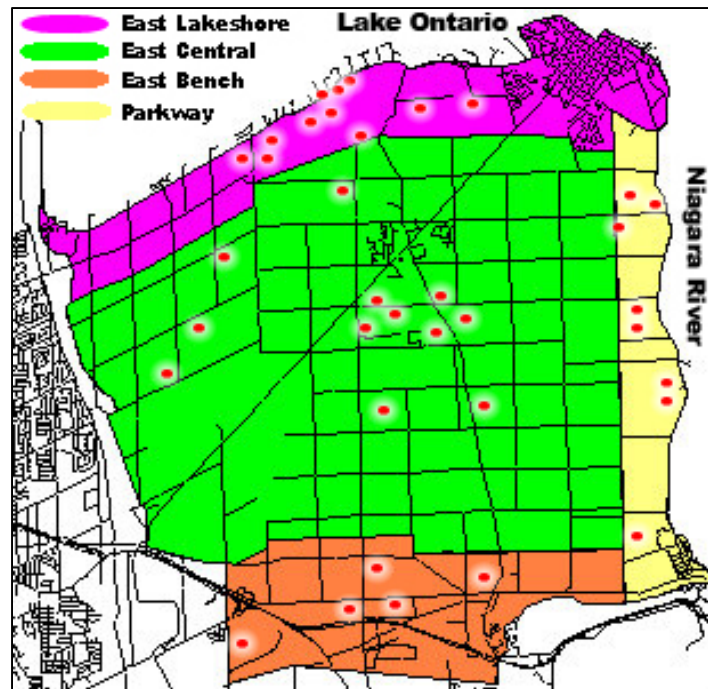 East Lakeshore
East Central
East Bench
Parkway
Lake Ontario
Niagara River